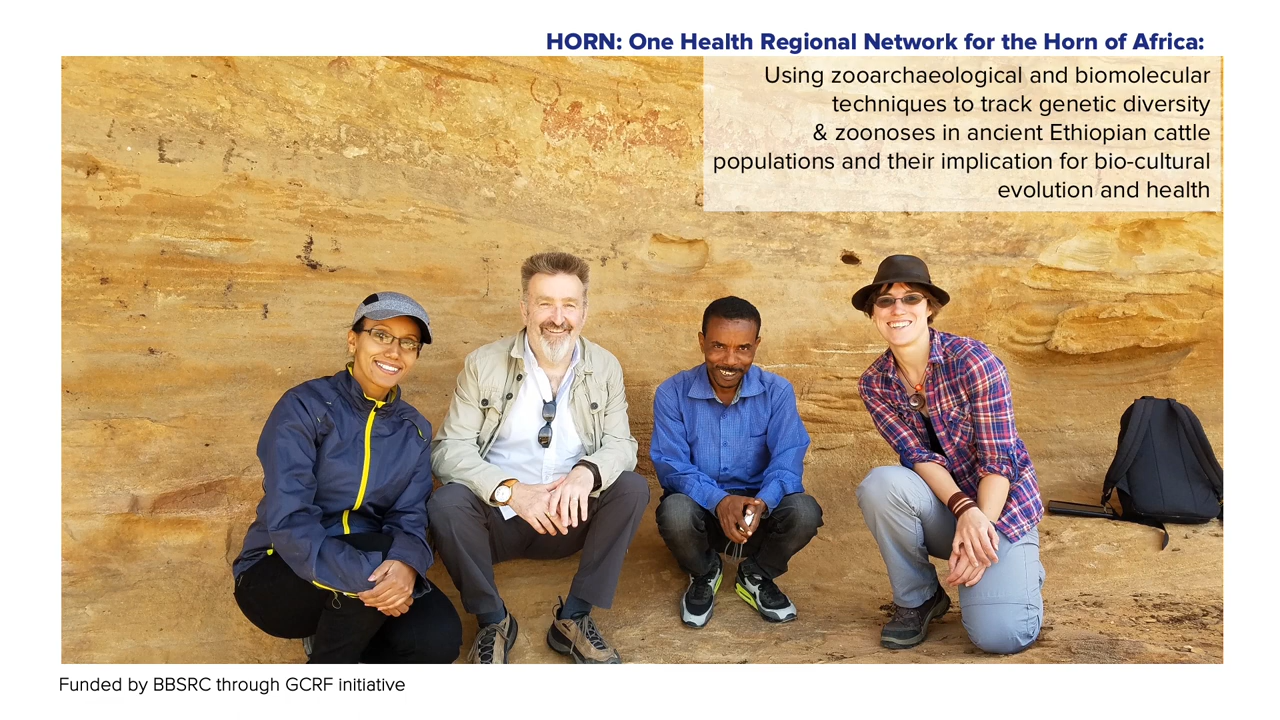 HORN: One Health Regional Network for the Horn of Africa:
Using zooarchaeological and biomolecular
techniques to track genetic diversity
& zoonoses in ancient Ethiopian cattle
populations and their implication for bio-cultural
evolution and health
Funded by BBSRC through GCRF initiative